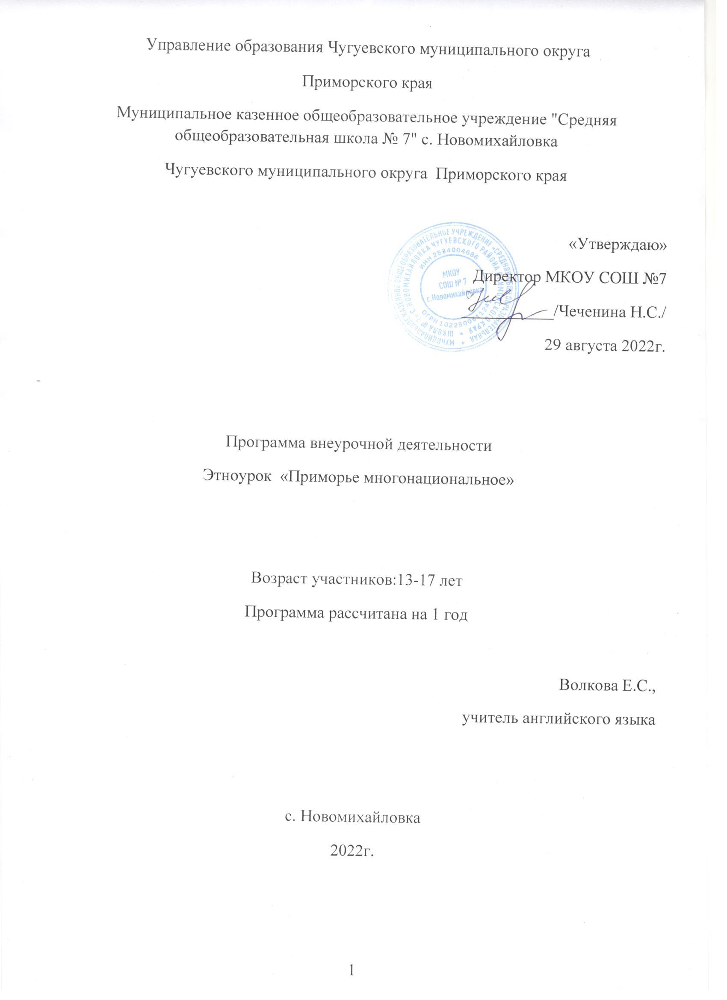 Управление образования Чугуевского муниципального округа
Приморского края
Муниципальное казенное общеобразовательное учреждение "Средняя
общеобразовательная школа № 7" с. Новомихайловка
Чугуевского муниципального округа  Приморского края
МУНИЦИПАЛЬНОЕ КАЗЕННОЕ ОБЩЕОБРАЗОВАТЕЛЬНОЕ УЧРЕЖДЕНИЕ «СРЕДНЯЯ ОБЩЕОБРАЗОВАТЕЛЬНАЯ
ШКОЛА № 7» С. НОВОМИХАЙЛОВКА ЧУГУЕВСКОГО РАЙОНА ПРИМОРСКОГО КРАЯ
ИНН 2534004686
МКОУ
СОШ № 7
с.Новомихайловка
ОГРН
«Утверждаю»
Директор МКОУ СОШ №7
/Чеченина Н.С./
29 августа 2022г.
Программа внеурочной деятельности
Этноурок  «Приморье многонациональное»
Возраст участников:13-17 лет
Программа рассчитана на 1 год
Волкова Е.С.,
учитель английского языка
с. Новомихайловка
2022г.
1